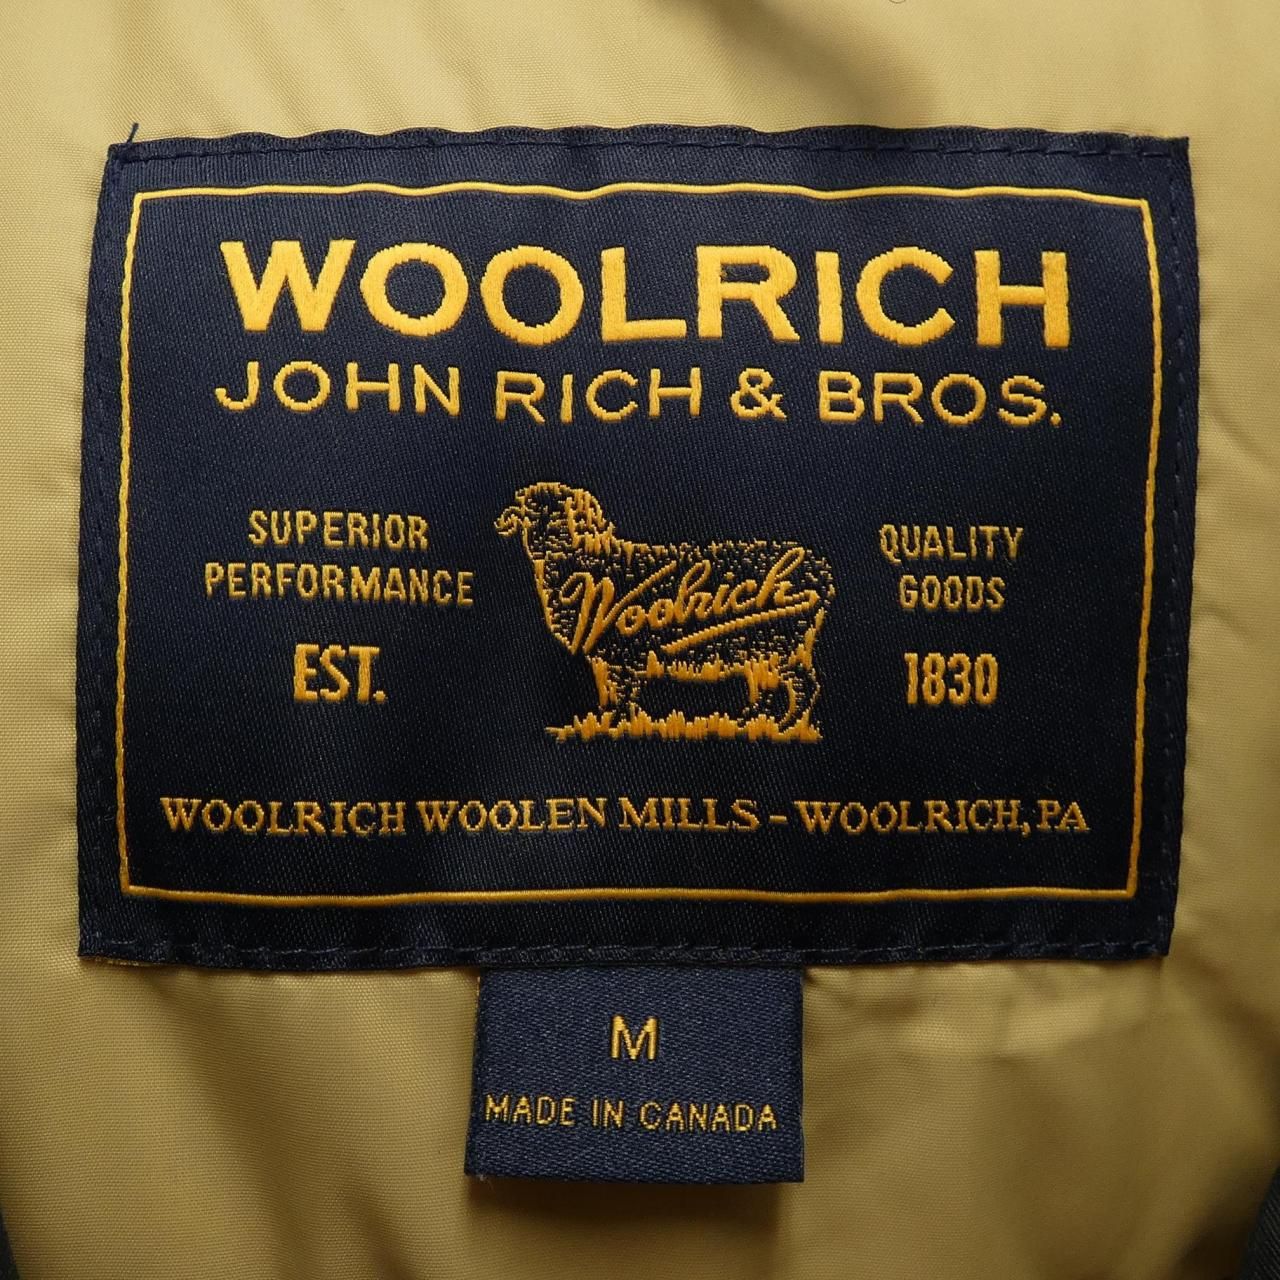 WOOLRICH
JOHN RICH & BROS.
SUPERIOR
PERFORMANCE
EST.
Woolrich
QUALITY
GOODS
1830
WOOLRICH WOOLEN MILLS - WOOLRICH, PA
M
MADE IN CANADA